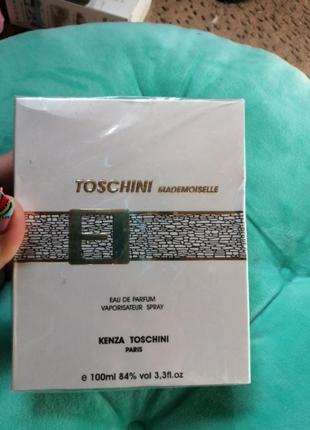 TOSCHINI MADEMOISELLE
EAU DE PARFUM
VAPORISATEUR SPRAY
KENZA TOSCHINI
PARIS
e 100ml 84% vol 3,3fl.oz